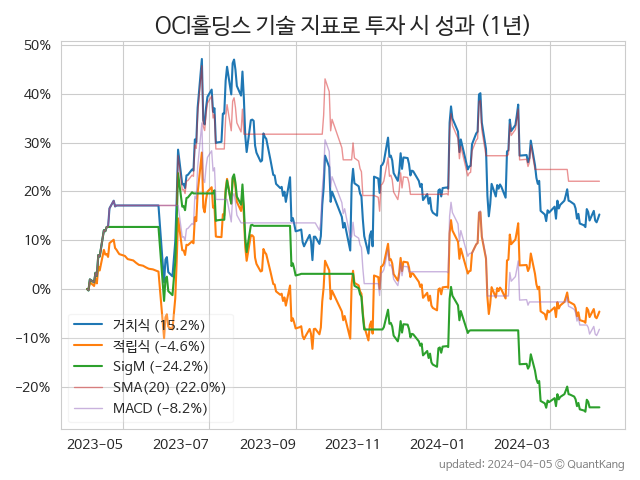 OCI홀딩스 기술 지표로 투자 시 성과 (1년)
50%
40%
30%
20%
10%
0%
−10%
−20%
거치식 (15.2%)
적립식 (−4.6%)
SigM (−24.2%)
SMA(20) (22.0%)
MACD (−8.2%)
2023−05 2023−07 2023−09 2023−11 2024−01 2024−03
updated: 2024−04−05 ⓒ QuantKang